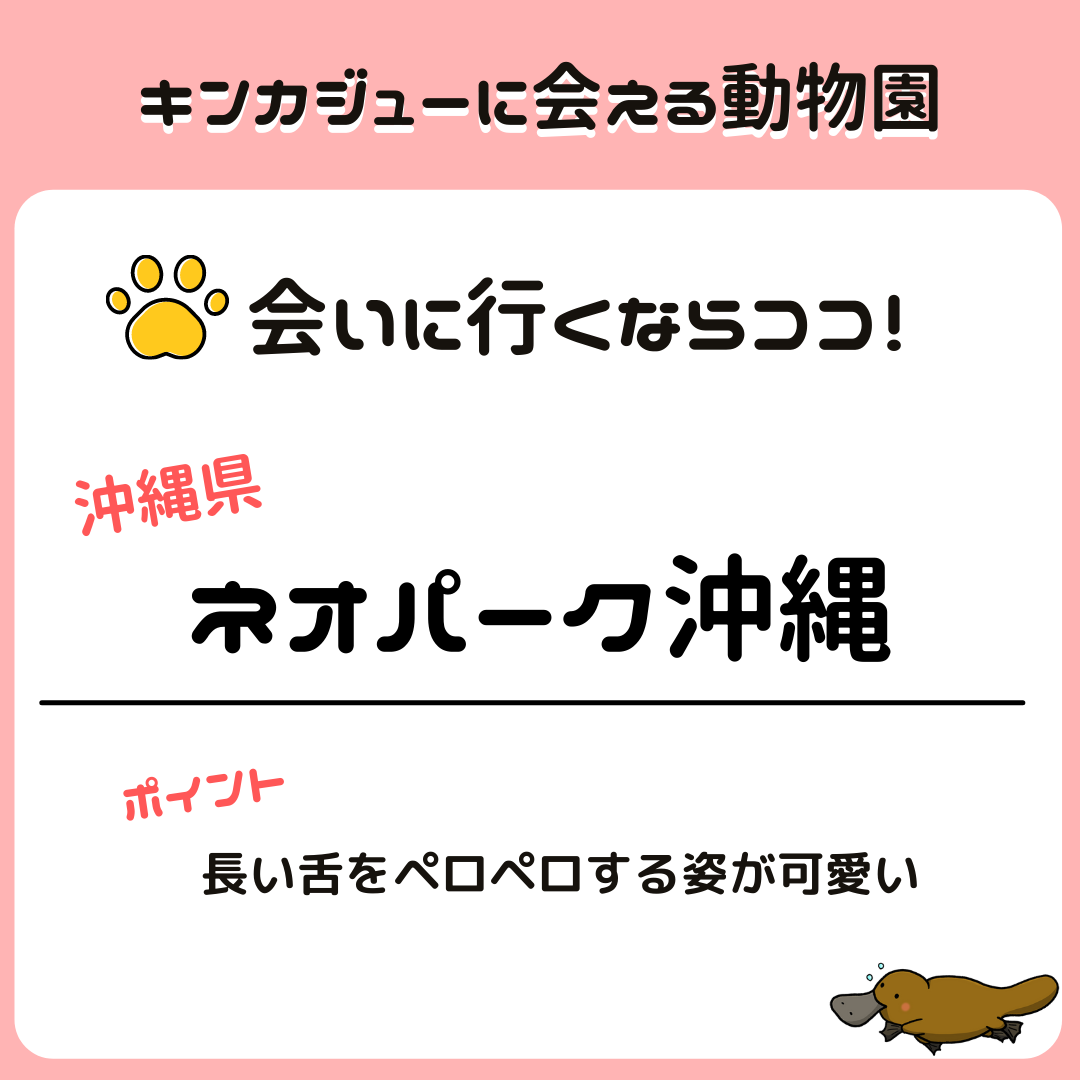 キンカジューに会える動物園
会いに行くならココ!
沖縄県
ネオパーク沖縄
ポイント
長い舌をペロペロする姿が可愛い